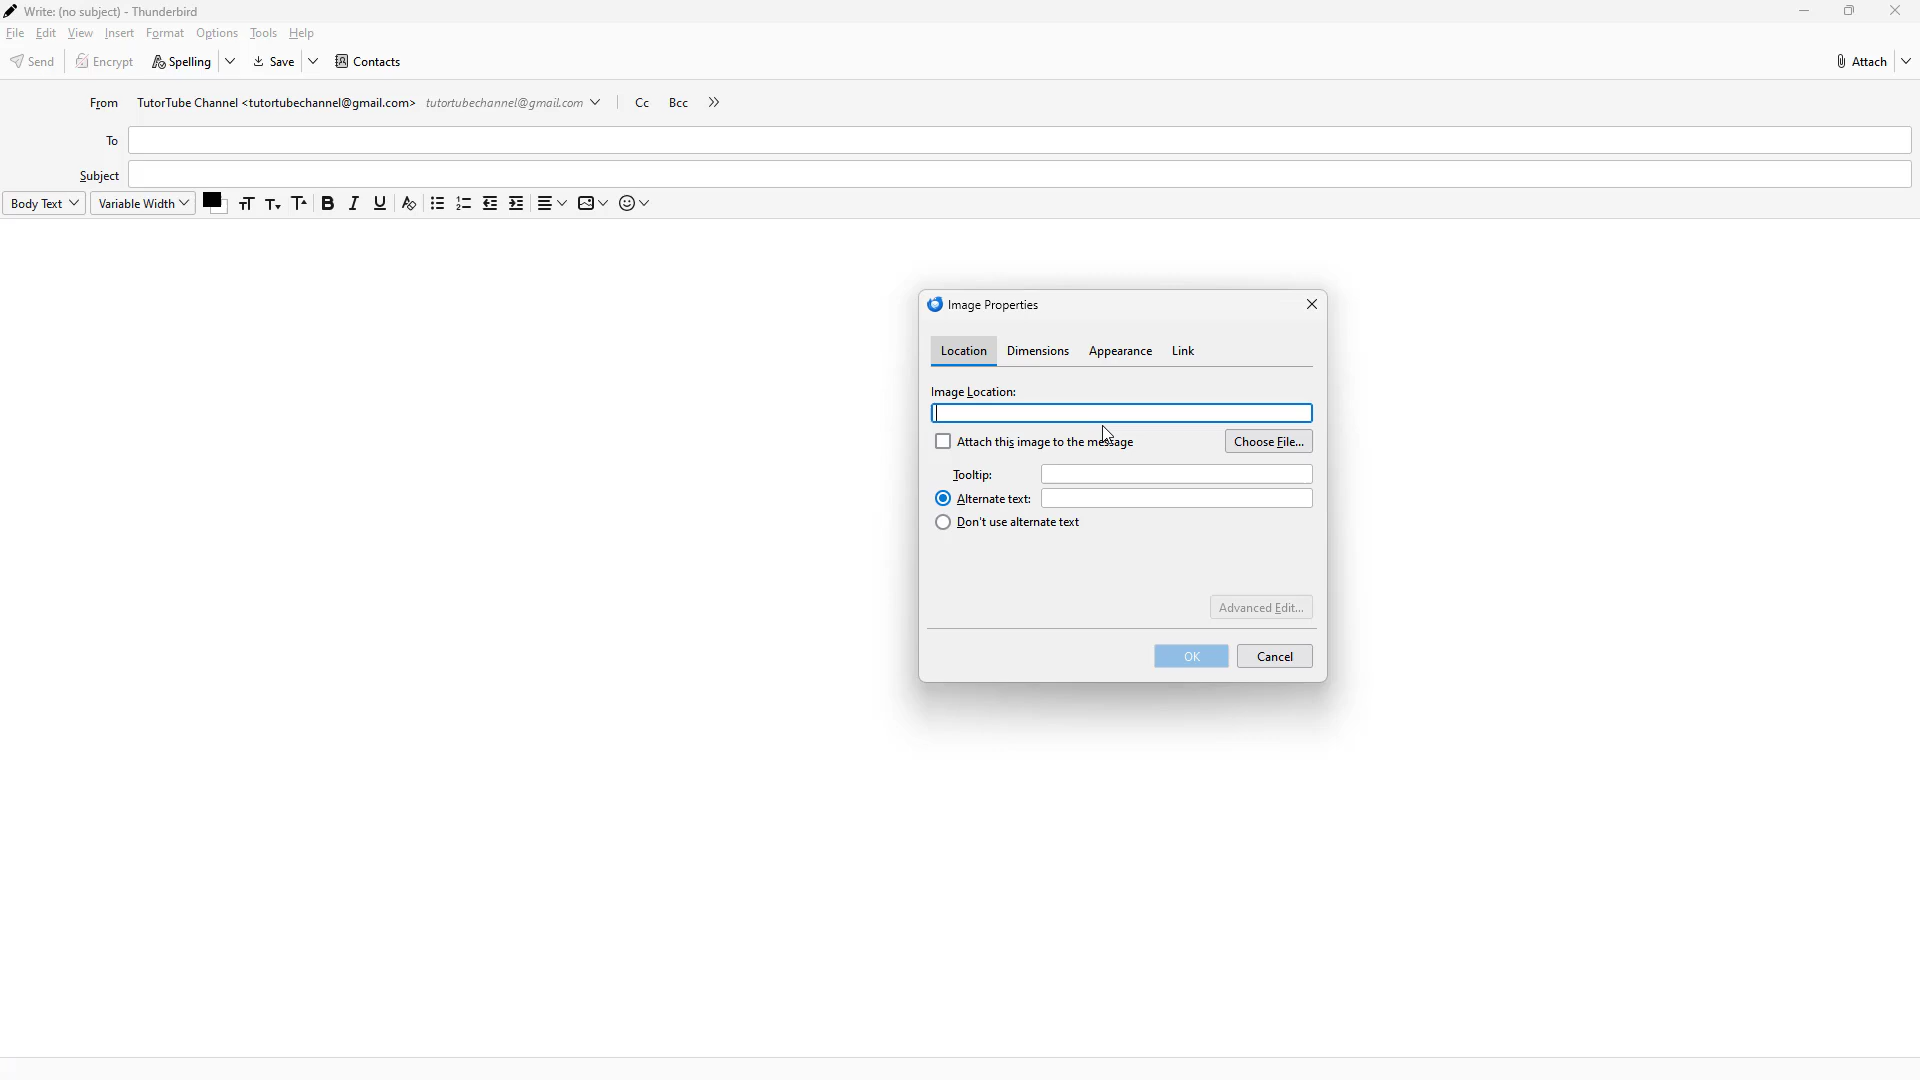 Write: (no subject) - Thunderbird
File Edit View Insert Format Options Tools Help
Send Encrypt Spelling Save Contacts Attach
From TutorTube Channel <tutortubechannel@gmail.com> tutortubechannel@gmail.com Cc Bcc
To
Subject
Body Text Variable Width
Image Properties
Location Dimensions Appearance Link
Image Location:
Attach this image to the message Choose File...
Tooltip:
Alternate text:
Don't use alternate text
Advanced Edit...
OK Cancel